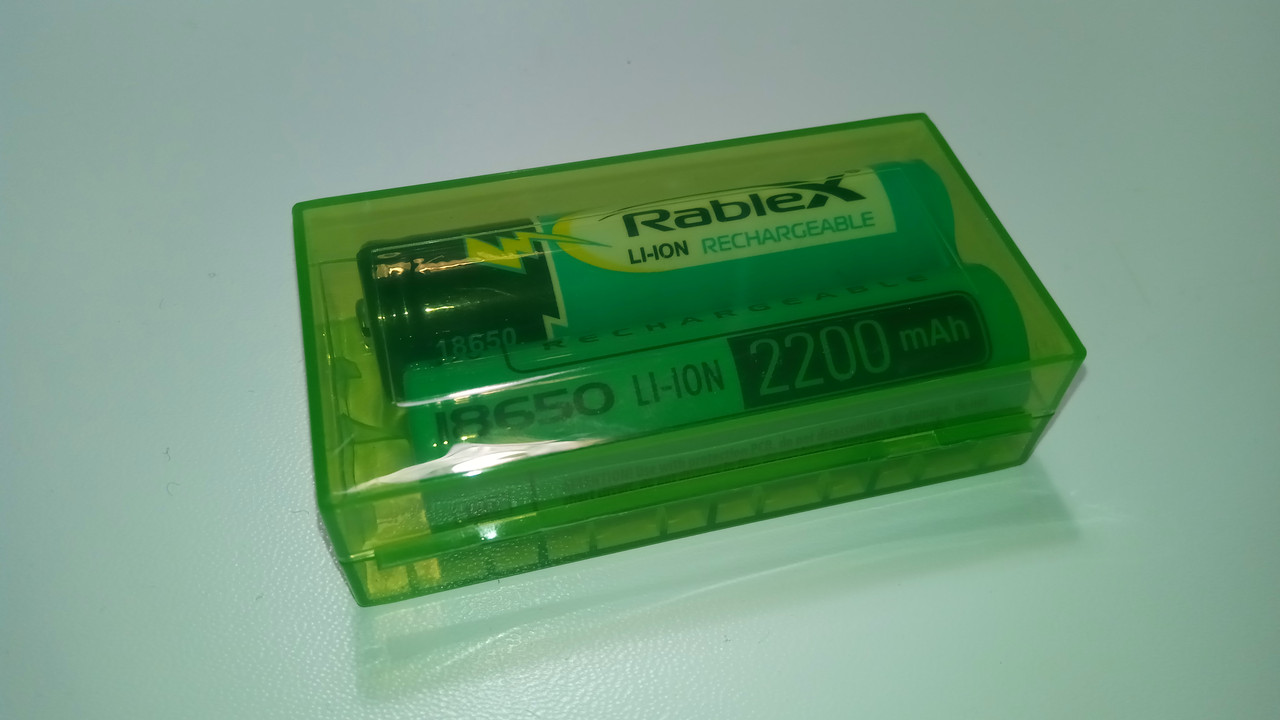 RableX
LI-ION RECHARGEABLE
18650
RECHARGEABLE
18650 LI-ION 2200 mAh